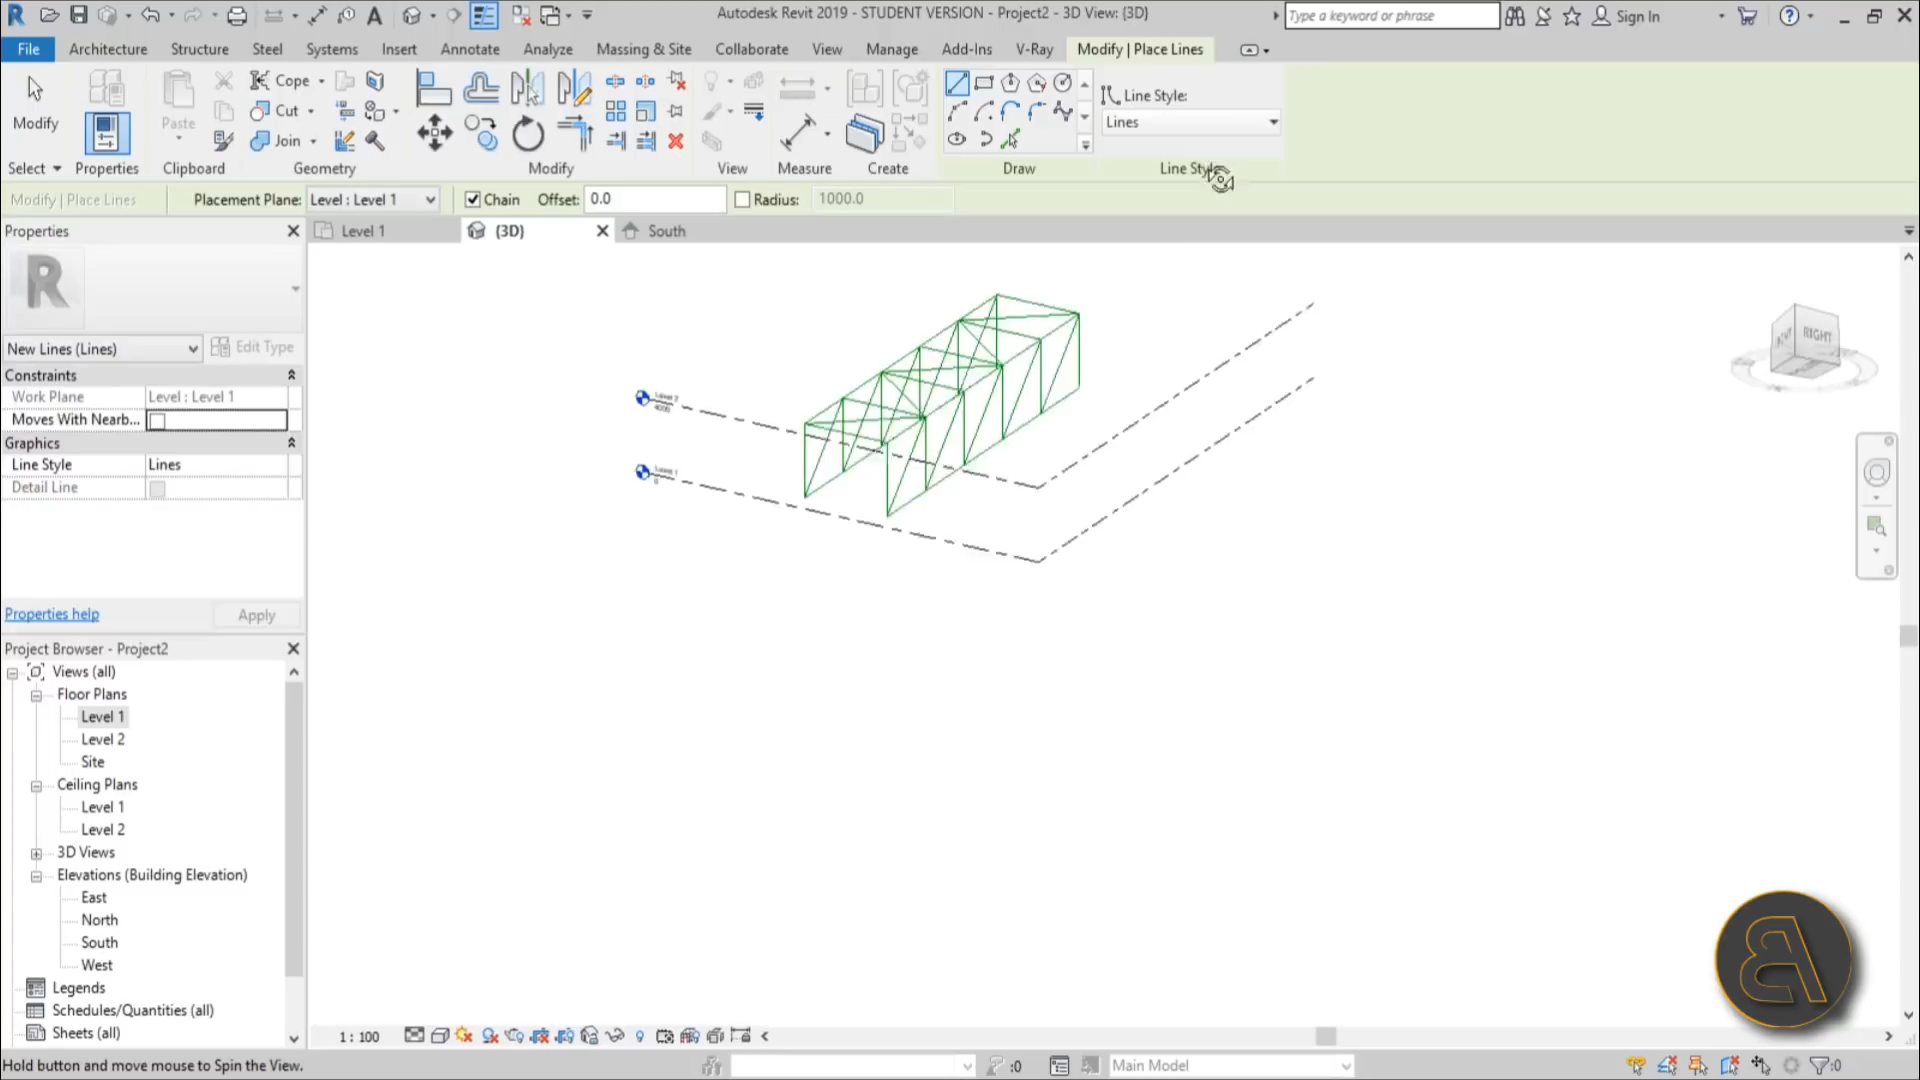 Autodesk Revit 2019 - STUDENT VERSION - Project2 - 3D View: {3D}
Type a keyword or phrase
Sign In
File
Architecture
Structure
Steel
Systems
Insert
Annotate
Analyze
Massing & Site
Collaborate
View
Manage
Add-Ins
V-Ray
Modify | Place Lines
Modify
Paste
Cope
Cut
Join
Line Style:
Lines
Select
Properties
Clipboard
Geometry
Modify
View
Measure
Create
Draw
Modify | Place Lines
Placement Plane:
Level : Level 1
Chain
Offset:
0.0
Radius:
1000.0
Properties
Level 1
{3D}
South
R
New Lines (Lines)
Edit Type
Constraints
Work Plane
Level : Level 1
Moves With Nearb...
Graphics
Line Style
Lines
Detail Line
Properties help
Apply
RIGHT
Level 2
4000
Level 1
0
Project Browser - Project2
Views (all)
Floor Plans
Level 1
Level 2
Site
Ceiling Plans
Level 1
Level 2
3D Views
Elevations (Building Elevation)
East
North
South
West
Legends
Schedules/Quantities (all)
Sheets (all)
1 : 100
Hold button and move mouse to Spin the View.
:0
Main Model
:0